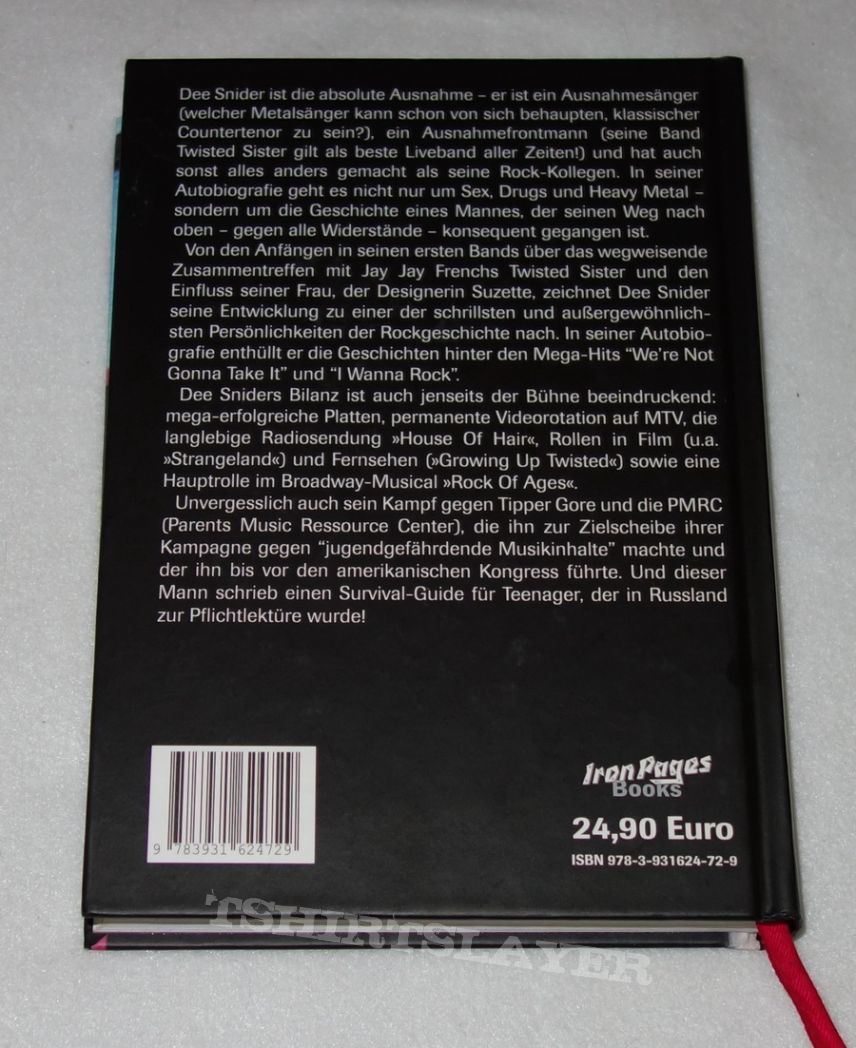 Dee Snider ist die absolute Ausnahme – er ist ein Ausnahmesänger
(welcher Metalsänger kann schon von sich behaupten, klassischer
Countertenor zu sein?), ein Ausnahmefrontmann (seine Band
Twisted Sister gilt als beste Liveband aller Zeiten!) und hat auch
sonst alles anders gemacht als seine Rock-Kollegen. In seiner
Autobiografie geht es nicht nur um Sex, Drugs und Heavy Metal –
sondern um die Geschichte eines Mannes, der seinen Weg nach
oben – gegen alle Widerstände – konsequent gegangen ist.
Von den Anfängen in seinen ersten Bands über das wegweisende
Zusammentreffen mit Jay Jay Frenchs Twisted Sister und den
Einfluss seiner Frau, der Designerin Suzette, zeichnet Dee Snider
seine Entwicklung zu einer der schrillsten und außergewöhnlich-
sten Persönlichkeiten der Rockgeschichte nach. In seiner Autobio-
grafie enthüllt er die Geschichten hinter den Mega-Hits “We’re Not
Gonna Take It” und “I Wanna Rock”.
Dee Sniders Bilanz ist auch jenseits der Bühne beeindruckend:
mega-erfolgreiche Platten, permanente Videorotation auf MTV, die
langlebige Radiosendung »House Of Hair«, Rollen in Film (u.a.
»Strangeland«) und Fernsehen (»Growing Up Twisted«) sowie eine
Hauptrolle im Broadway-Musical »Rock Of Ages«.
Unvergesslich auch sein Kampf gegen Tipper Gore und die PMRC
(Parents Music Ressource Center), die ihn zur Zielscheibe ihrer
Kampagne gegen “jugendgefährdende Musikinhalte” machte und
der ihn bis vor den amerikanischen Kongress führte. Und dieser
Mann schrieb einen Survival-Guide für Teenager, der in Russland
zur Pflichtlektüre wurde!
Iron Pages
Books
24,90 Euro
ISBN 978-3-931624-72-9
9 783931 624729
TSHIRTSLAYER